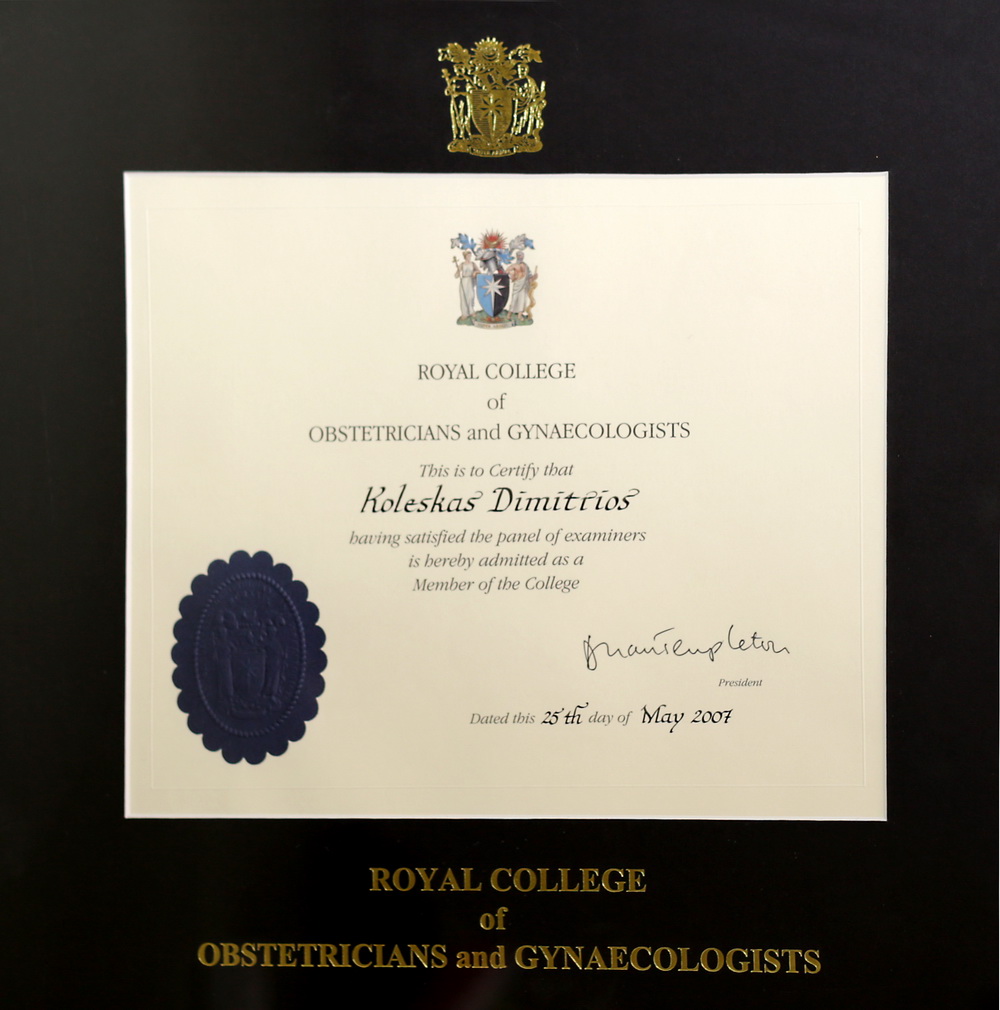 ROYAL COLLEGE
of
OBSTETRICIANS and GYNAECOLOGISTS
This is to Certify that
Koleskas Dimitrios
having satisfied the panel of examiners
is hereby admitted as a
Member of the College
President
Dated this 25th day of May 2007
ROYAL COLLEGE
of
OBSTETRICIANS and GYNAECOLOGISTS